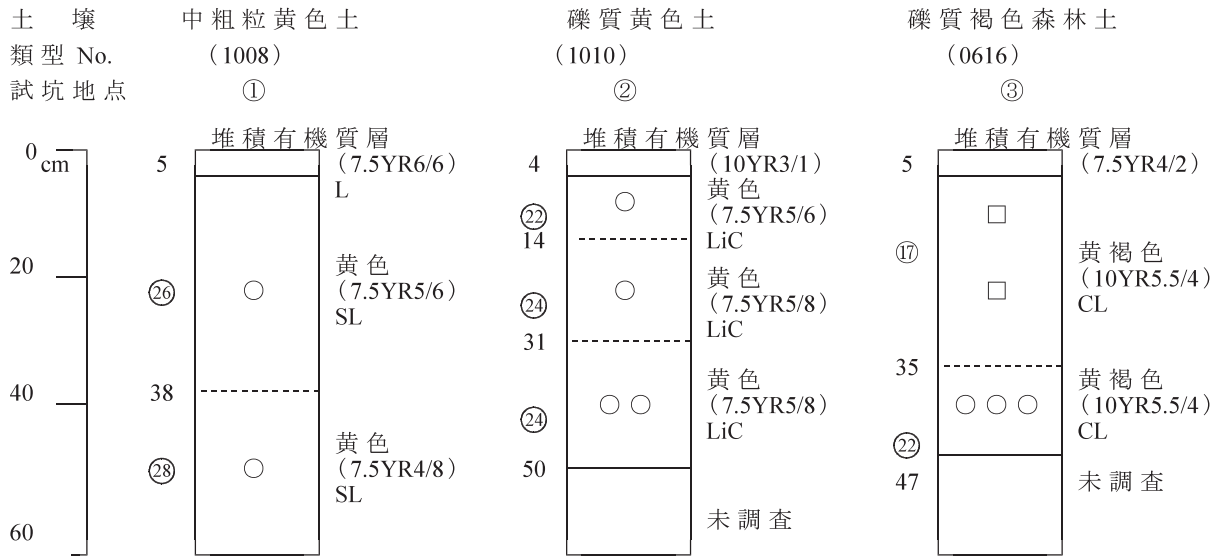 土壌 中粗粒黄色土 礫質黄色土 礫質褐色森林土
類型 No. （1008） （1010） （0616）
試坑地点 ① ② ③
堆積有機質層 堆積有機質層 堆積有機質層
0 5 （7.5YR6/6） 4 （10YR3/1） 5 （7.5YR4/2）
cm
L 黄色
㉒ （7.5YR5/6）
14 LiC
⑰ 黄褐色
20 黄色 黄色 （10YR5.5/4）
㉖ （7.5YR5/6） ㉔ （7.5YR5/8） CL
SL LiC
31
38 黄色 35 黄褐色
40 （7.5YR5/8） （10YR5.5/4）
㉔ LiC CL
黄色 ㉒
㉘ （7.5YR4/8） 50 47 未調査
SL
60 未調査